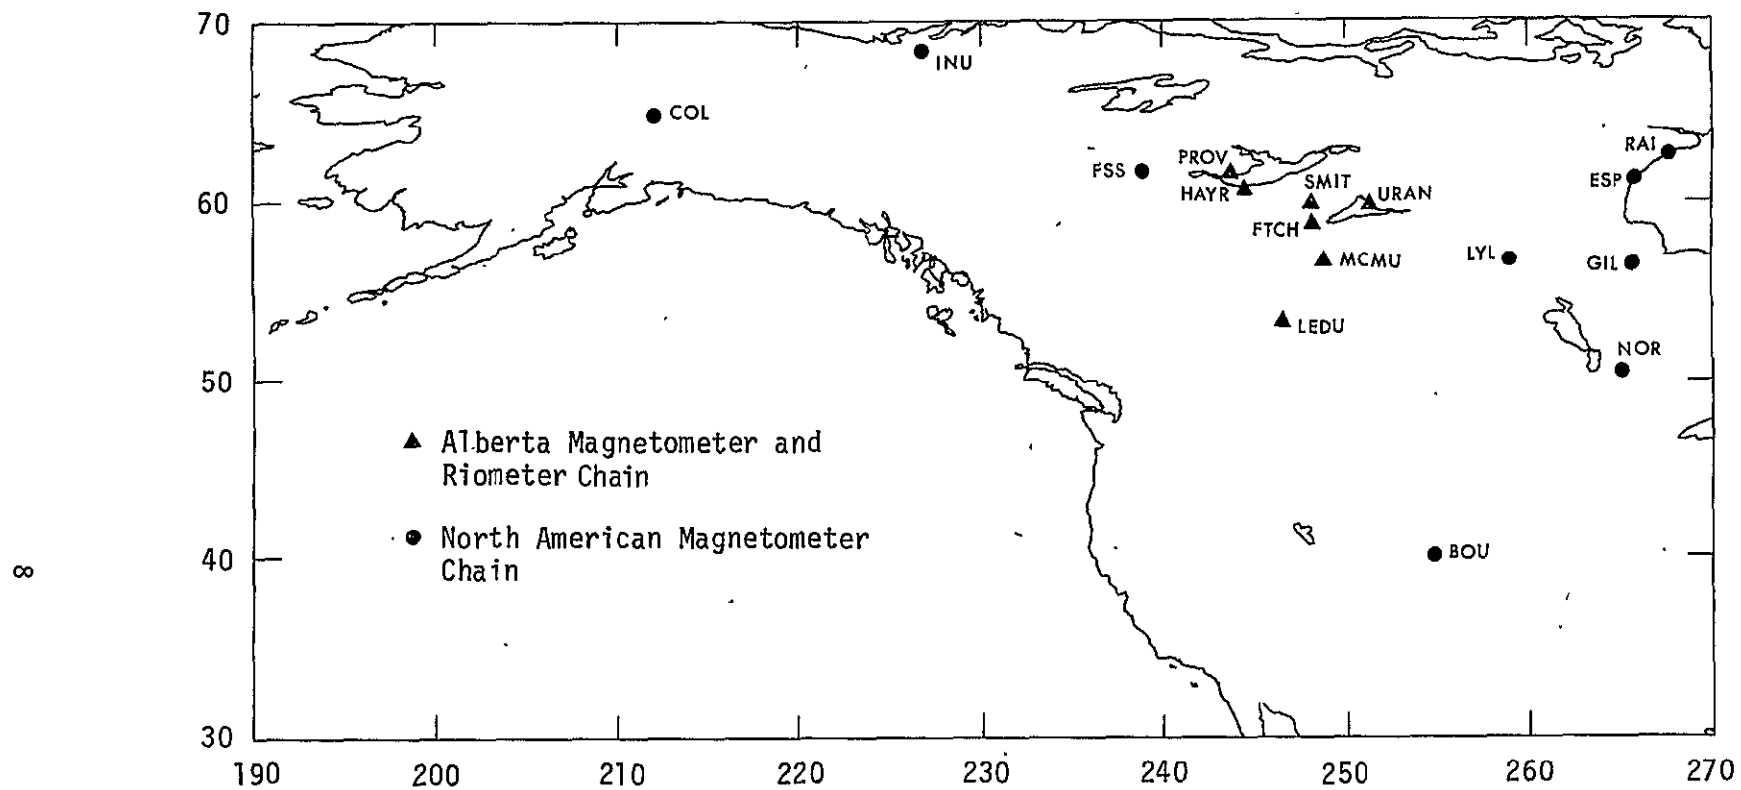 70
INU
COL
RAI
PROV
FSS
ESP
SMIT
HAYR
URAN
60
FTCH
LYL
GIL
MCMU
LEDU
NOR
50
Alberta Magnetometer and
Riometer Chain
North American Magnetometer
Chain
BOU
40
8
30
190 200 210 220 230 240 250 260 270